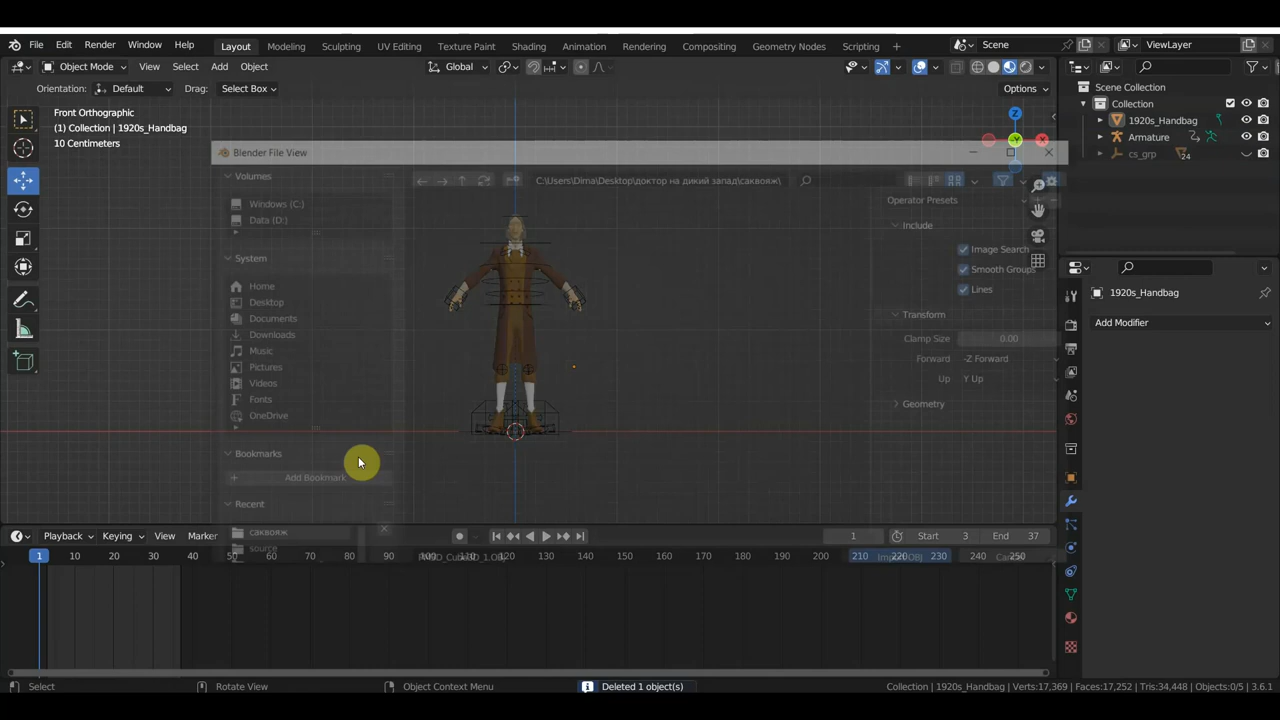 File Edit Render Window Help Layout Modeling Sculpting UV Editing Texture Paint Shading Animation Rendering Compositing Geometry Nodes Scripting + Scene ViewLayer
Object Mode View Select Add Object Global
Orientation: Default Drag: Select Box Options
Scene Collection
Collection
1920s_Handbag
Armature
cs_grp 24
Front Orthographic
(1) Collection | 1920s_Handbag
10 Centimeters
Z
Y
X
Blender File View
Volumes
Windows (C:)
Data (D:)
System
Home
Desktop
Documents
Downloads
Music
Pictures
Videos
Fonts
OneDrive
Bookmarks
Add Bookmark
Recent
саквояж
source
C:\Users\Dima\Desktop\доктор на дикий запад\саквояж\
Operator Presets
Include
Image Search
Smooth Groups
Lines
Transform
Clamp Size 0.00
Forward -Z Forward
Up Y Up
Geometry
1920s_Handbag
Add Modifier
Playback Keying View Marker 1 Start 3 End 37
1 10 20 30 40 50 60 70 80 90 100 110 120 130 140 150 160 170 180 190 200 210 220 230 240 250
Select Rotate View Object Context Menu Deleted 1 object(s) Collection | 1920s_Handbag | Verts:17,369 | Faces:17,252 | Tris:34,448 | Objects:0/5 | 3.6.1